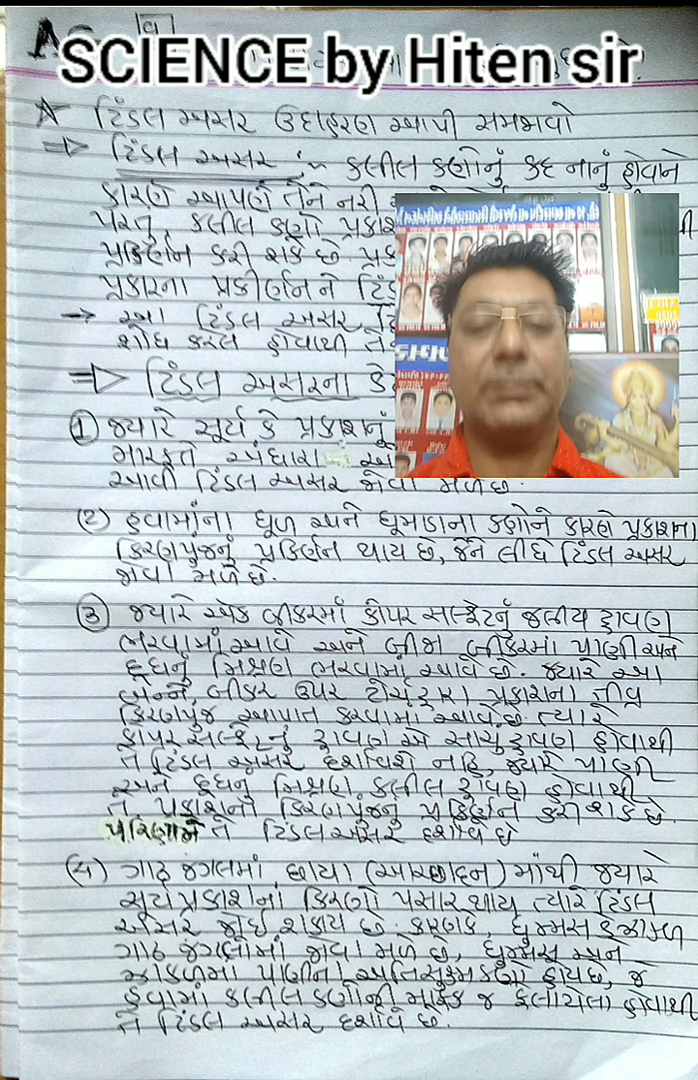 SCIENCE by Hiten sir
* ટિંડલ અસર ઉદાહરણ આપી સમજાવો
⇒ ટિંડલ અસર :- કલીલ કણોનું કદ નાનું હોવાને
કારણે આપણે તેને નરી
પરંતુ, કલીલ કણો
પ્રકિર્ણન કરી શકે છે.
પ્રકારના પ્રકીર્ણનને
→ આ ટિંડલ અસર
શોધ કરેલ હોવાથી
⇒ ટિંડલ અસરના
① જ્યારે સૂર્ય કે પ્રકાશનું
મારફતે અંધારા
આવી ટિંડલ અસર જોવા મળે છે.
(૨) હવામાંના ધૂળ અને ધૂમાડાના કણોને કારણે પ્રકાશના
કિરણપુંજનું પ્રકિર્ણન થાય છે, જેને લીધે ટિંડલ અસર
જોવા મળે છે.
③ જ્યારે એક બીકરમાં કોપર સલ્ફેટનું જલીય દ્રાવણ
ભરવામાં આવે અને બીજા બીકરમાં પાણી અને
દૂધનું મિશ્રણ ભરવામાં આવે છે. જ્યારે આ
બન્ને બીકર ઉપર ટોર્ચ દ્વારા પ્રકાશના તીવ્ર
કિરણપુંજ આપાત કરવામાં આવે છે ત્યારે
કોપર સલ્ફેટનું દ્રાવણ એ સાચું દ્રાવણ હોવાથી
તે ટિંડલ અસર દર્શાવશે નહિ, જ્યારે પાણી
અને દૂધનું મિશ્રણ કલીલ દ્રાવણ હોવાથી
તે પ્રકાશના કિરણપુંજનું પ્રકિર્ણન કરી શકે છે.
પરિણામે તે ટિંડલ અસર દર્શાવે છે
(૪) ગાઢ જંગલમાં છાયા (આચ્છાદન) માંથી જ્યારે
સૂર્યપ્રકાશનાં કિરણો પસાર થાય ત્યારે ટિંડલ
અસર જોઈ શકાય છે. કારણકે, ધુમ્મસ કે ઝાકળ
ગાઢ જંગલોમાં જોવા મળે છે, ધુમ્મસ અને
ઝાકળમાં પાણીના અતિસુક્ષ્મ કણો હોય છે, જે
હવામાં કલીલ કણોની માફક જ ફેલાયેલા હોવાથી
તે ટિંડલ અસર દર્શાવે છે.